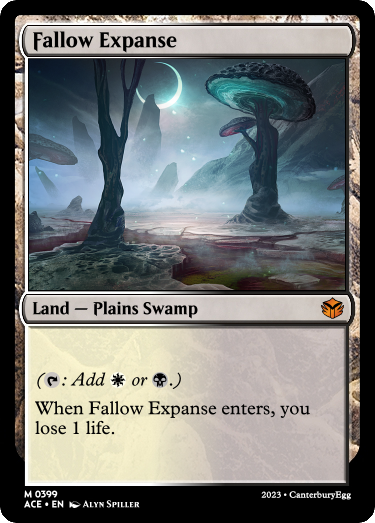 Fallow Expanse
Land — Plains Swamp
(: Add or .)
When Fallow Expanse enters, you
lose 1 life.
M 0399
ACE • EN Alyn Spiller
2023 • CanterburyEgg